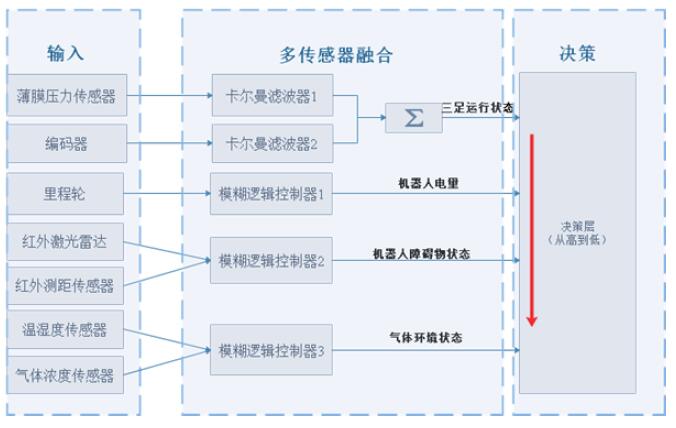 输入
多传感器融合
决策
薄膜压力传感器
卡尔曼滤波器1
Σ
三足运行状态
编码器
卡尔曼滤波器2
里程轮
模糊逻辑控制器1
机器人电量
红外激光雷达
模糊逻辑控制器2
机器人障碍物状态
红外测距传感器
决策层
（从高到低）
温湿度传感器
模糊逻辑控制器3
气体环境状态
气体浓度传感器